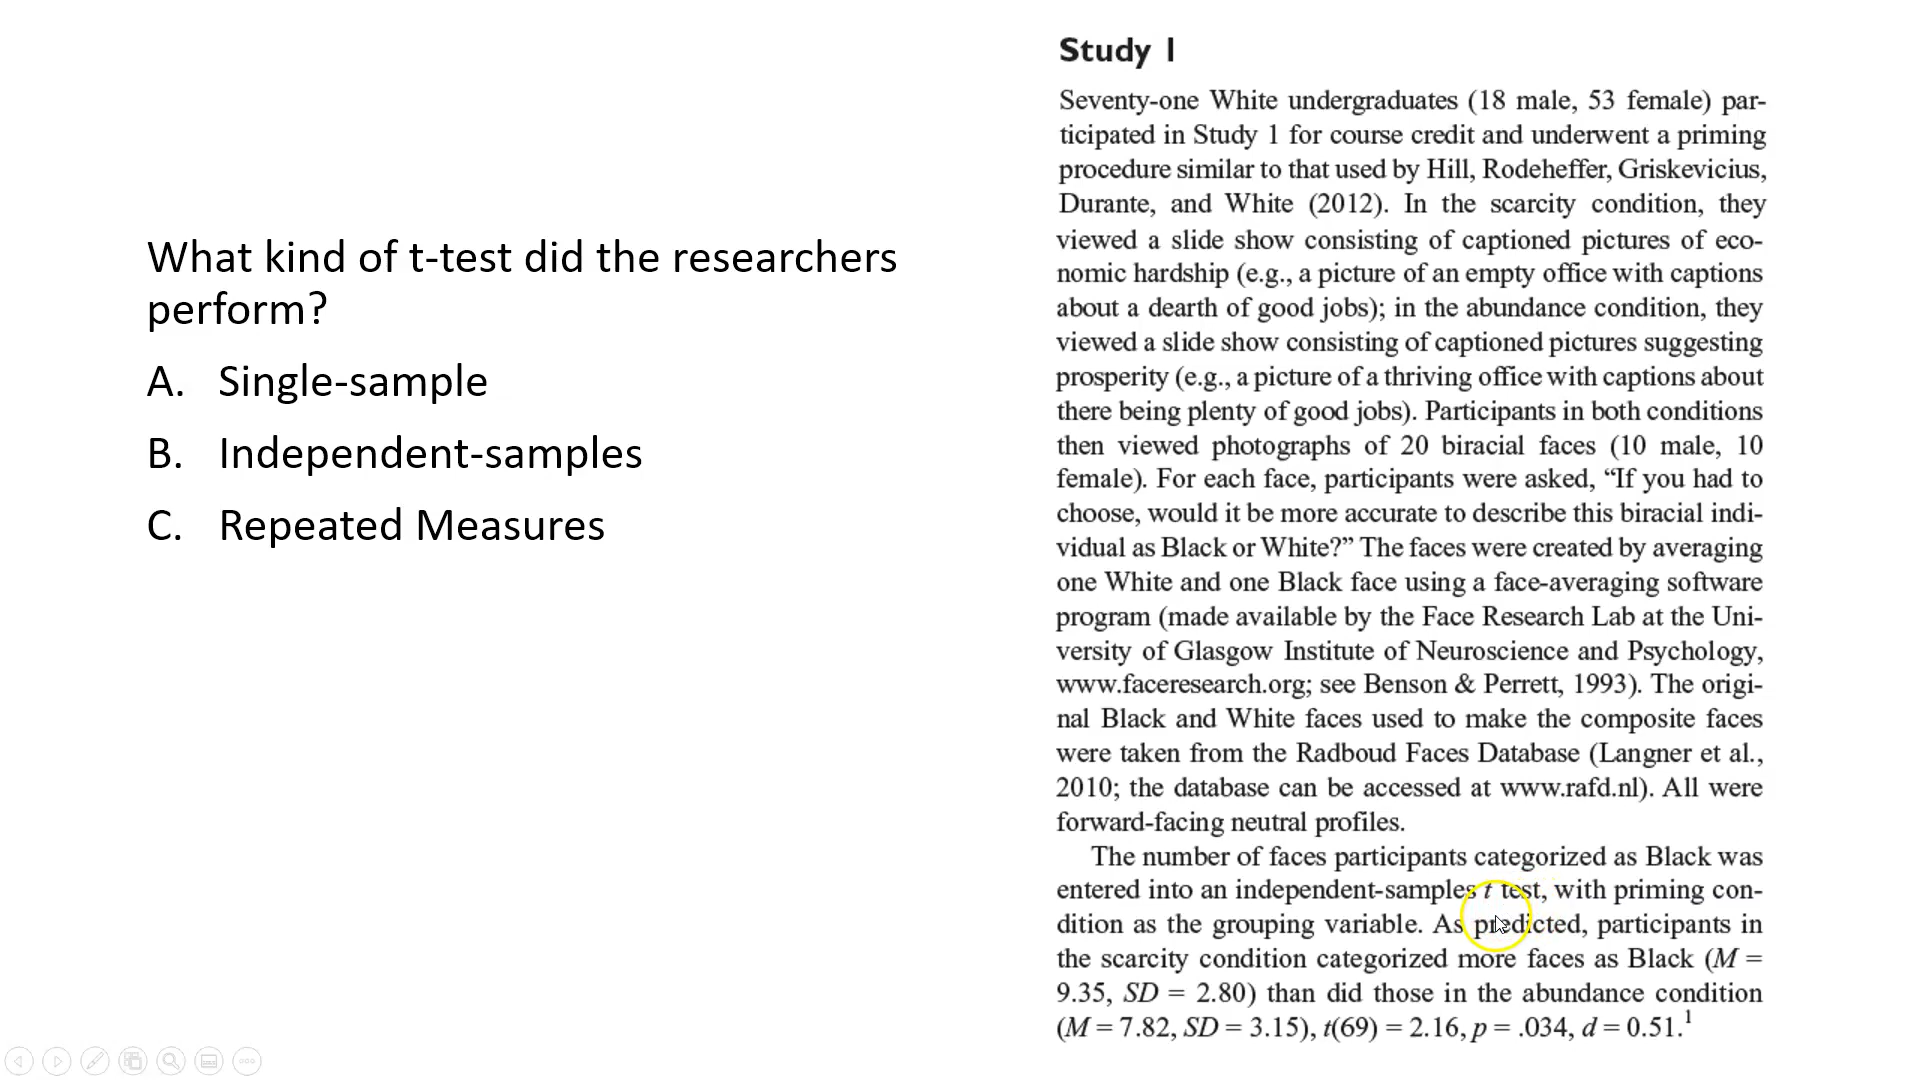 What kind of t-test did the researchers
perform?
A. Single-sample
B. Independent-samples
C. Repeated Measures
Study 1
Seventy-one White undergraduates (18 male, 53 female) par-
ticipated in Study 1 for course credit and underwent a priming
procedure similar to that used by Hill, Rodeheffer, Griskevicius,
Durante, and White (2012). In the scarcity condition, they
viewed a slide show consisting of captioned pictures of eco-
nomic hardship (e.g., a picture of an empty office with captions
about a dearth of good jobs); in the abundance condition, they
viewed a slide show consisting of captioned pictures suggesting
prosperity (e.g., a picture of a thriving office with captions about
there being plenty of good jobs). Participants in both conditions
then viewed photographs of 20 biracial faces (10 male, 10
female). For each face, participants were asked, “If you had to
choose, would it be more accurate to describe this biracial indi-
vidual as Black or White?” The faces were created by averaging
one White and one Black face using a face-averaging software
program (made available by the Face Research Lab at the Uni-
versity of Glasgow Institute of Neuroscience and Psychology,
www.faceresearch.org; see Benson & Perrett, 1993). The origi-
nal Black and White faces used to make the composite faces
were taken from the Radboud Faces Database (Langner et al.,
2010; the database can be accessed at www.rafd.nl). All were
forward-facing neutral profiles.
The number of faces participants categorized as Black was
entered into an independent-samples t test, with priming con-
dition as the grouping variable. As predicted, participants in
the scarcity condition categorized more faces as Black (M =
9.35, SD = 2.80) than did those in the abundance condition
(M = 7.82, SD = 3.15), t(69) = 2.16, p = .034, d = 0.51.1